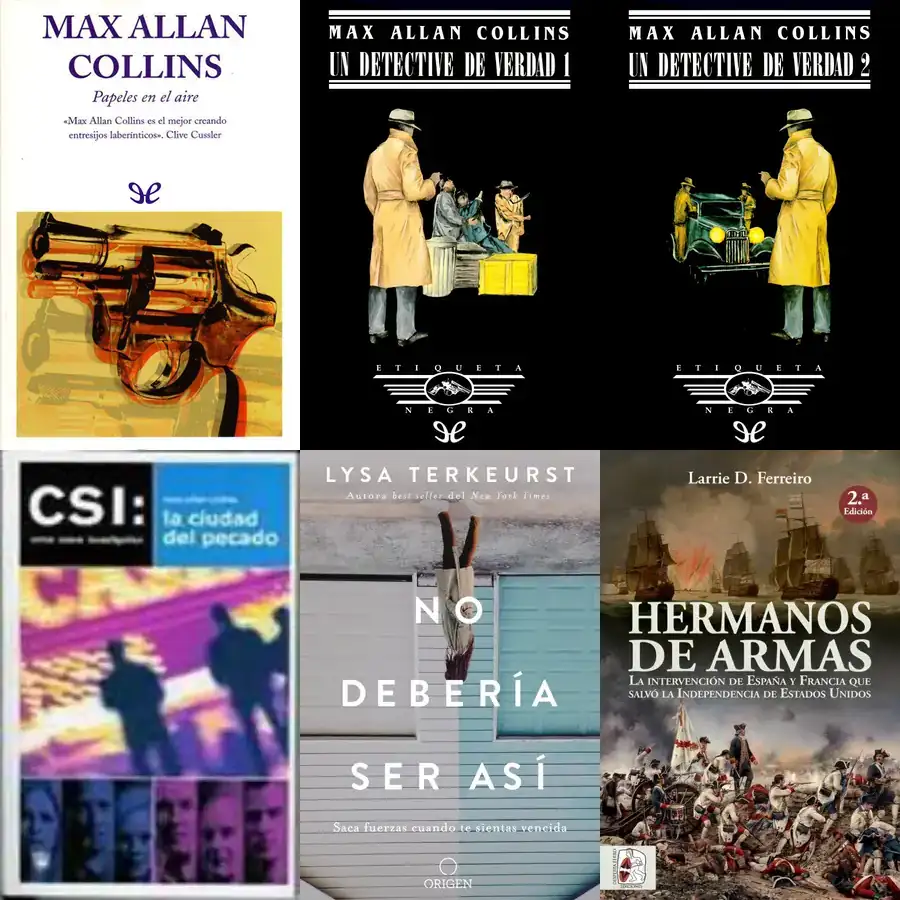 MAX ALLAN
COLLINS
Papeles en el aire
«Max Allan Collins es el mejor creando
entresijos laberínticos». Clive Cussler
MAX ALLAN COLLINS
UN DETECTIVE DE VERDAD 1
ETIQUETA
NEGRA
MAX ALLAN COLLINS
UN DETECTIVE DE VERDAD 2
ETIQUETA
NEGRA
CSI:
max allan collins
la ciudad
del pecado
LYSA TERKEURST
Autora best seller del New York Times
NO
DEBERÍA
SER ASÍ
Saca fuerzas cuando te sientas vencida
ORIGEN
Larrie D. Ferreiro
2.ª
Edición
HERMANOS
DE ARMAS
LA INTERVENCIÓN DE ESPAÑA Y FRANCIA QUE
SALVÓ LA INDEPENDENCIA DE ESTADOS UNIDOS